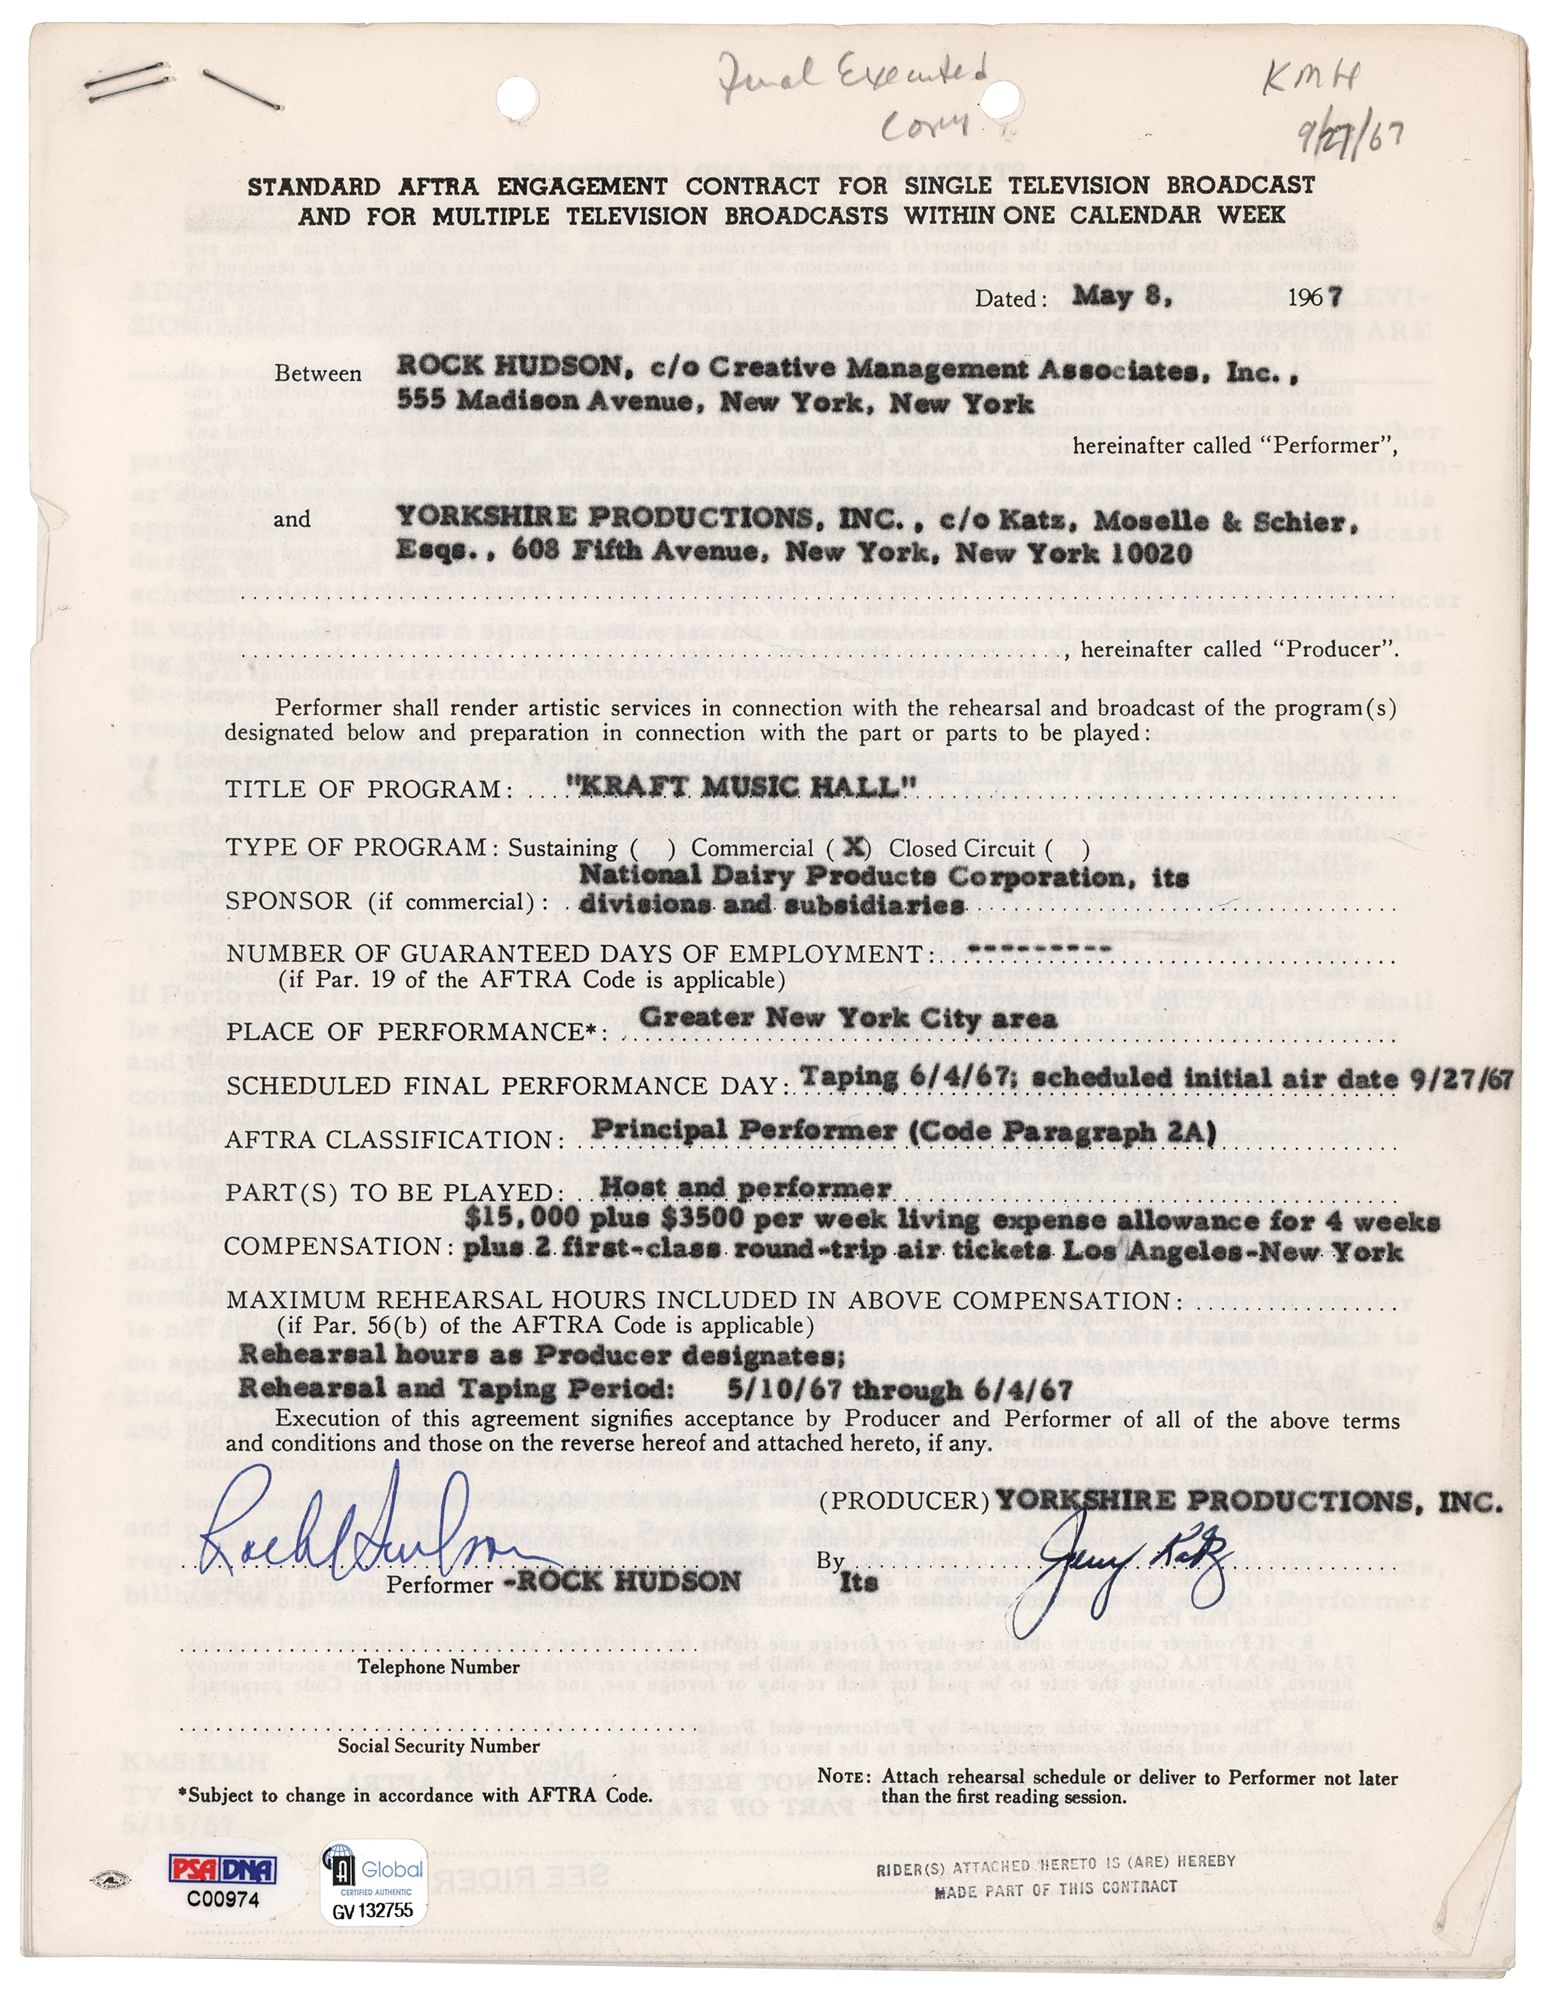 Final Executed
Copy
KMH
9/27/67
STANDARD AFTRA ENGAGEMENT CONTRACT FOR SINGLE TELEVISION BROADCAST
AND FOR MULTIPLE TELEVISION BROADCASTS WITHIN ONE CALENDAR WEEK
Dated: May 8, 1967
Between ROCK HUDSON, c/o Creative Management Associates, Inc.,
555 Madison Avenue, New York, New York
hereinafter called "Performer",
and YORKSHIRE PRODUCTIONS, INC., c/o Katz, Moselle & Schier,
Esqs., 608 Fifth Avenue, New York, New York 10020
, hereinafter called "Producer".
Performer shall render artistic services in connection with the rehearsal and broadcast of the program(s)
designated below and preparation in connection with the part or parts to be played:
TITLE OF PROGRAM: "KRAFT MUSIC HALL"
TYPE OF PROGRAM: Sustaining ( ) Commercial (X) Closed Circuit ( )
National Dairy Products Corporation, its
SPONSOR (if commercial): divisions and subsidiaries
NUMBER OF GUARANTEED DAYS OF EMPLOYMENT: ---------
(if Par. 19 of the AFTRA Code is applicable)
PLACE OF PERFORMANCE*: Greater New York City area
SCHEDULED FINAL PERFORMANCE DAY: Taping 6/4/67; scheduled initial air date 9/27/67
AFTRA CLASSIFICATION: Principal Performer (Code Paragraph 2A)
PART(S) TO BE PLAYED: Host and performer
$15,000 plus $3500 per week living expense allowance for 4 weeks
COMPENSATION: plus 2 first-class round-trip air tickets Los Angeles-New York
MAXIMUM REHEARSAL HOURS INCLUDED IN ABOVE COMPENSATION:
(if Par. 56(b) of the AFTRA Code is applicable)
Rehearsal hours as Producer designates;
Rehearsal and Taping Period: 5/10/67 through 6/4/67
Execution of this agreement signifies acceptance by Producer and Performer of all of the above terms
and conditions and those on the reverse hereof and attached hereto, if any.
(PRODUCER) YORKSHIRE PRODUCTIONS, INC.
Rock Hudson
By Jerry Katz
Performer -ROCK HUDSON
Its
Telephone Number
Social Security Number
*Subject to change in accordance with AFTRA Code.
NOTE: Attach rehearsal schedule or deliver to Performer not later
than the first reading session.
RIDER(S) ATTACHED HERETO IS (ARE) HEREBY
MADE PART OF THIS CONTRACT
PSA DNA
C00974
Global
CERTIFIED AUTHENTIC
GV 132755